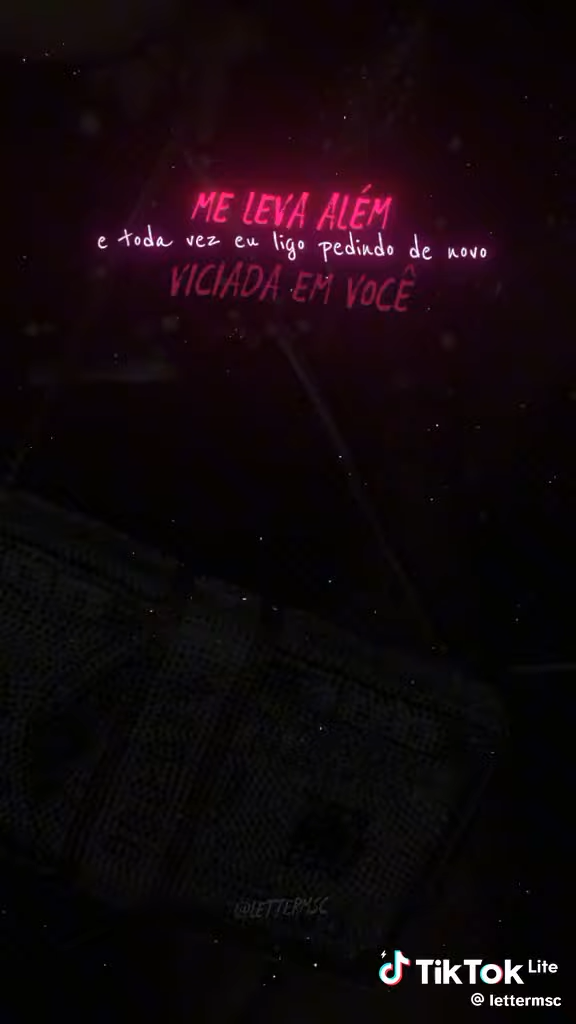 ME LEVA ALÉM
e toda vez eu ligo pedindo de novo
VICIADA EM VOCÊ
@LETTERMSC
TikTok Lite
@ lettermsc